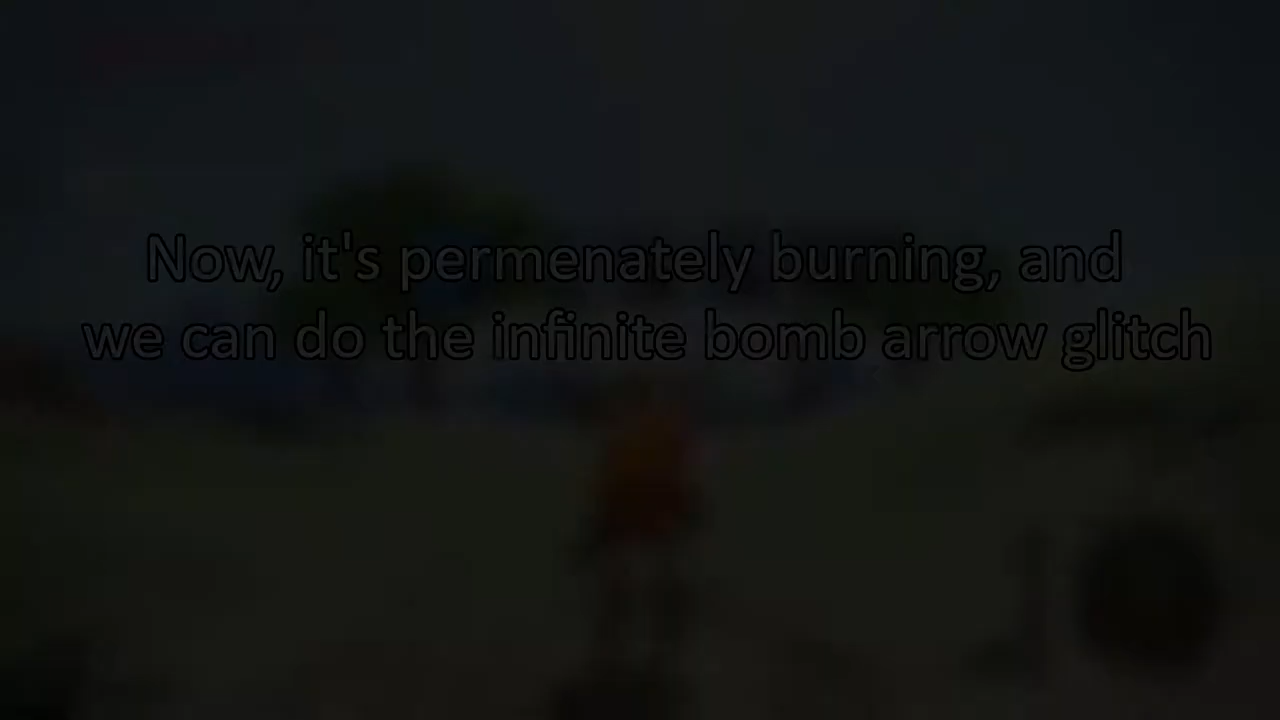 Now, it's permenately burning, and
we can do the infinite bomb arrow glitch